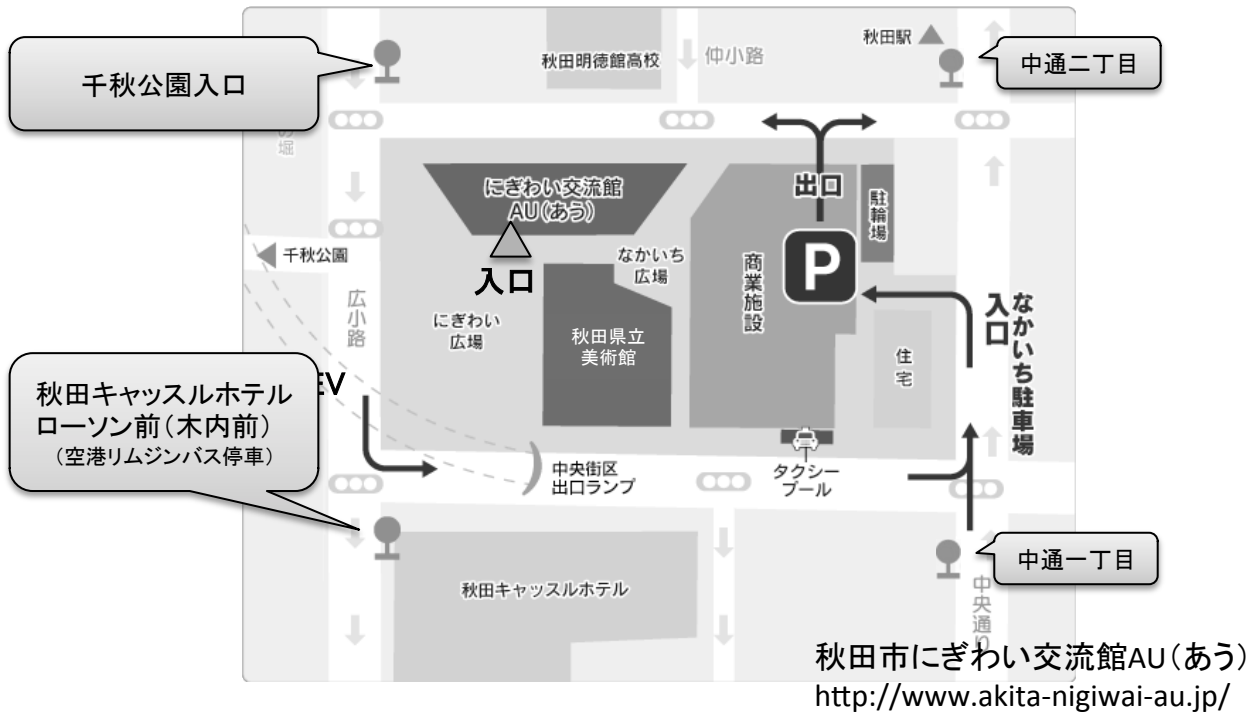 千秋公園入口
秋田明徳館高校
仲小路
秋田駅
中通二丁目
の堀
にぎわい交流館
AU(あう)
出口
駐輪場
千秋公園
入口
なかいち
広場
商業施設
P
広小路
にぎわい
広場
秋田県立
美術館
住宅
なかいち駐車場
入口
秋田キャッスルホテル
ローソン前(木内前)
(空港リムジンバス停車)
EV
中央街区
出口ランプ
タクシー
プール
中通一丁目
秋田キャッスルホテル
中央通り
秋田市にぎわい交流館AU(あう)
http://www.akita-nigiwai-au.jp/